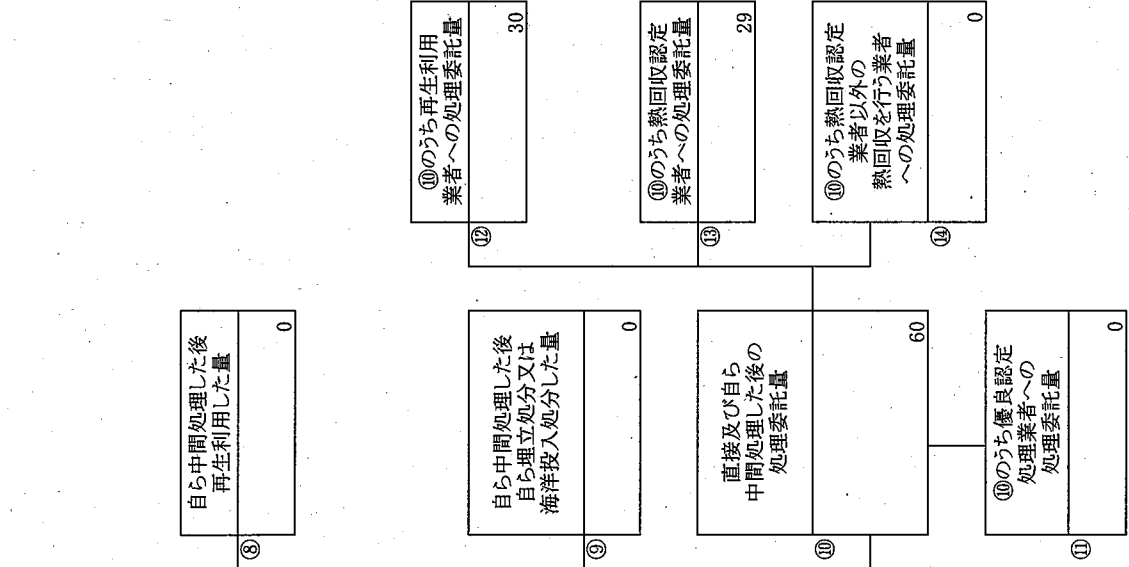 ⑧
自ら中間処理した後
再生利用した量
0
⑨
自ら中間処理した後
自ら埋立処分又は
海洋投入処分した量
0
⑩
直接及び自ら
中間処理した後の
処理委託量
60
⑪
⑩のうち優良認定
処理業者への
処理委託量
0
⑫
⑩のうち再生利用
業者への処理委託量
30
⑬
⑩のうち熱回収認定
業者への処理委託量
29
⑭
⑩のうち熱回収認定
業者以外の
熱回収を行う業者
への処理委託量
0